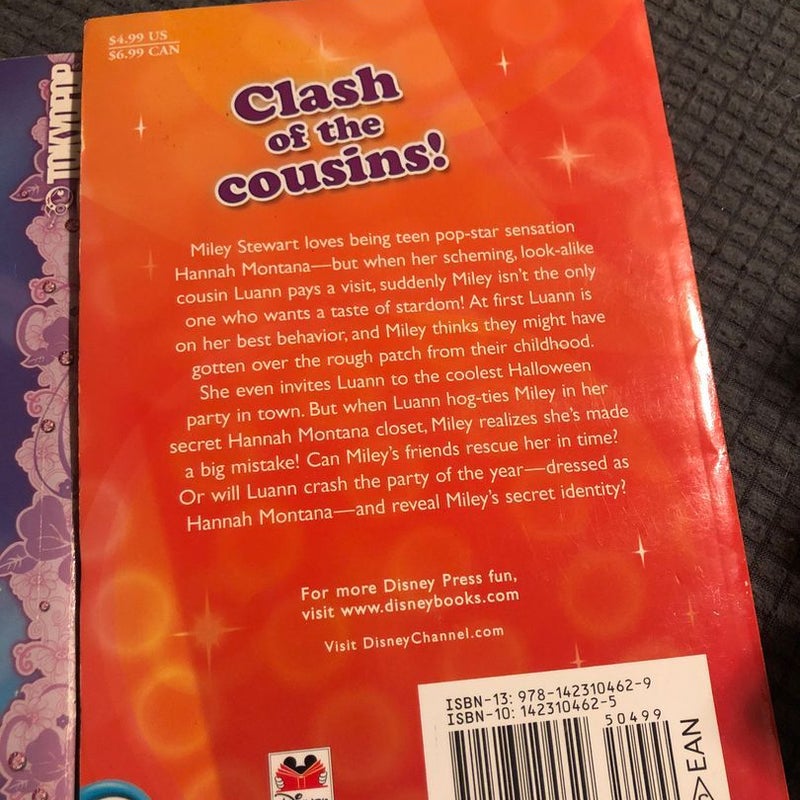 $4.99 US
$6.99 CAN
TOKYOPOP
Clash
of the
cousins!
Miley Stewart loves being teen pop-star sensation
Hannah Montana—but when her scheming, look-alike
cousin Luann pays a visit, suddenly Miley isn't the only
one who wants a taste of stardom! At first Luann is
on her best behavior, and Miley thinks they might have
gotten over the rough patch from their childhood.
She even invites Luann to the coolest Halloween
party in town. But when Luann hog-ties Miley in her
secret Hannah Montana closet, Miley realizes she's made
a big mistake! Can Miley's friends rescue her in time?
Or will Luann crash the party of the year—dressed as
Hannah Montana—and reveal Miley's secret identity?
For more Disney Press fun,
visit www.disneybooks.com
Visit DisneyChannel.com
ISBN-13: 978-142310462-9
ISBN-10: 142310462-5
50499
EAN